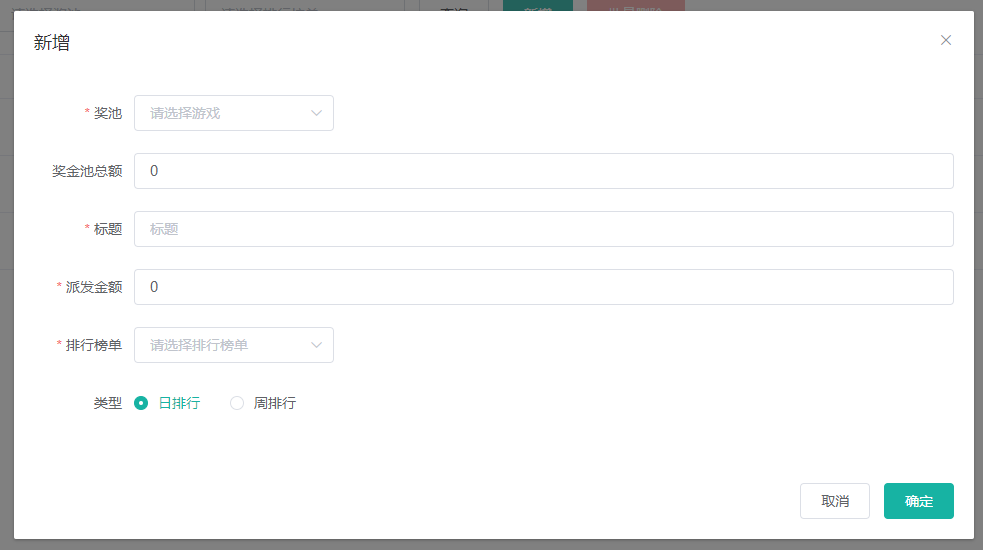 新增
* 奖池 请选择游戏
奖金池总额 0
* 标题 标题
* 派发金额 0
* 排行榜单 请选择排行榜单
类型 日排行 周排行
取消 确定